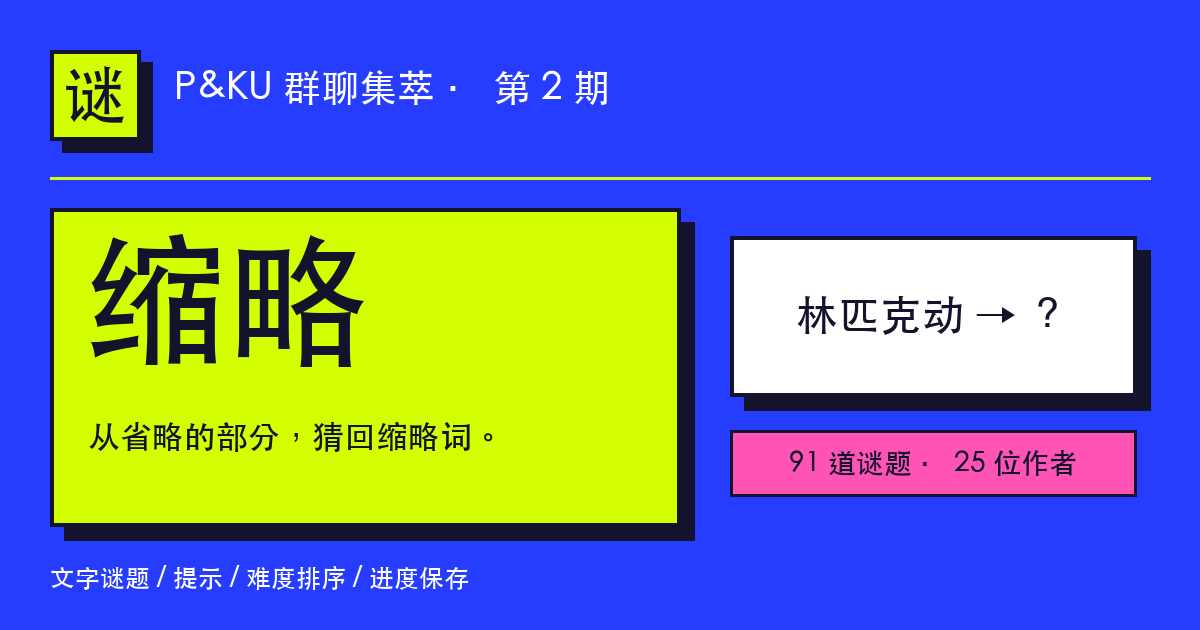 谜
P&KU 群聊集萃 · 第 2 期
缩略
从省略的部分，猜回缩略词。
林匹克动 → ?
91 道谜题 · 25 位作者
文字谜题 / 提示 / 难度排序 / 进度保存